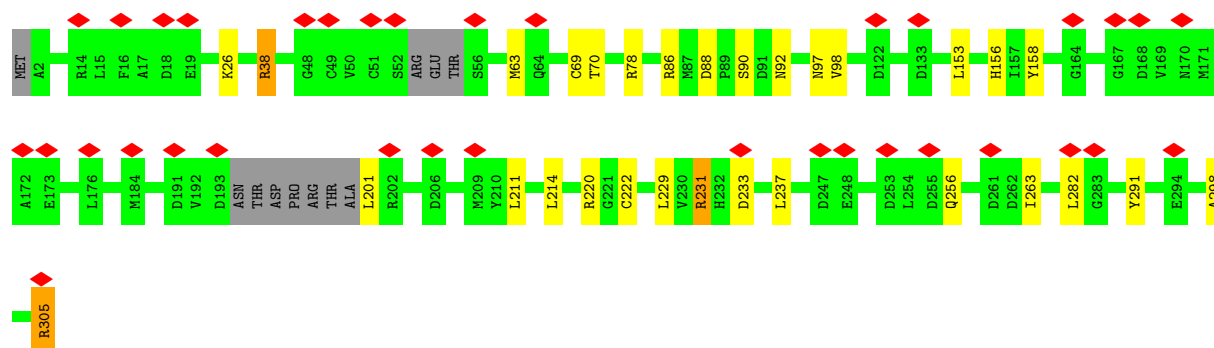 MET A2 R14 L15 F16 A17 D18 E19 K26 R38 G48 C49 V50 C51 S52 ARG GLU THR S56 M63 Q64 C69 T70 R78 R86 M87 D88 P89 S90 D91 N92 N97 V98 D122 D133 L153 H156 I157 Y158 G164 G167 D168 V169 N170 M171
A172 E173 L176 M184 D191 V192 D193 ASN THR ASP PRO ARG THR ALA L201 R202 D206 M209 Y210 L211 L214 R220 G221 C222 L229 V230 R231 H232 D233 L237 D247 E248 D253 L254 D255 Q256 D261 D262 I263 L282 G283 Y291 E294 A298
R305